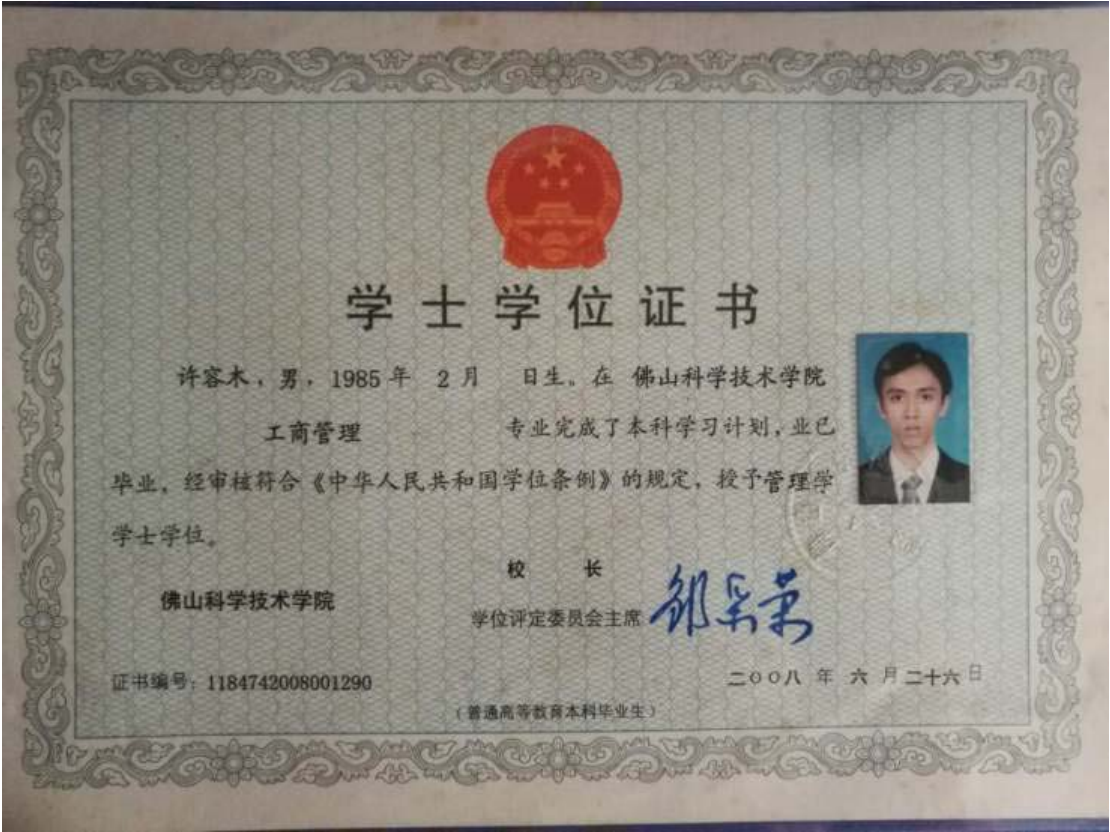 学士学位证书
许容木，男，1985年 2月 日生。在 佛山科学技术学院
工商管理 专业完成了本科学习计划，业已
毕业，经审核符合《中华人民共和国学位条例》的规定，授予管理学
学士学位。
校 长
佛山科学技术学院
学位评定委员会主席
证书编号：1184742008001290
二〇〇八 年 六 月 二十六 日
（普通高等教育本科毕业生）